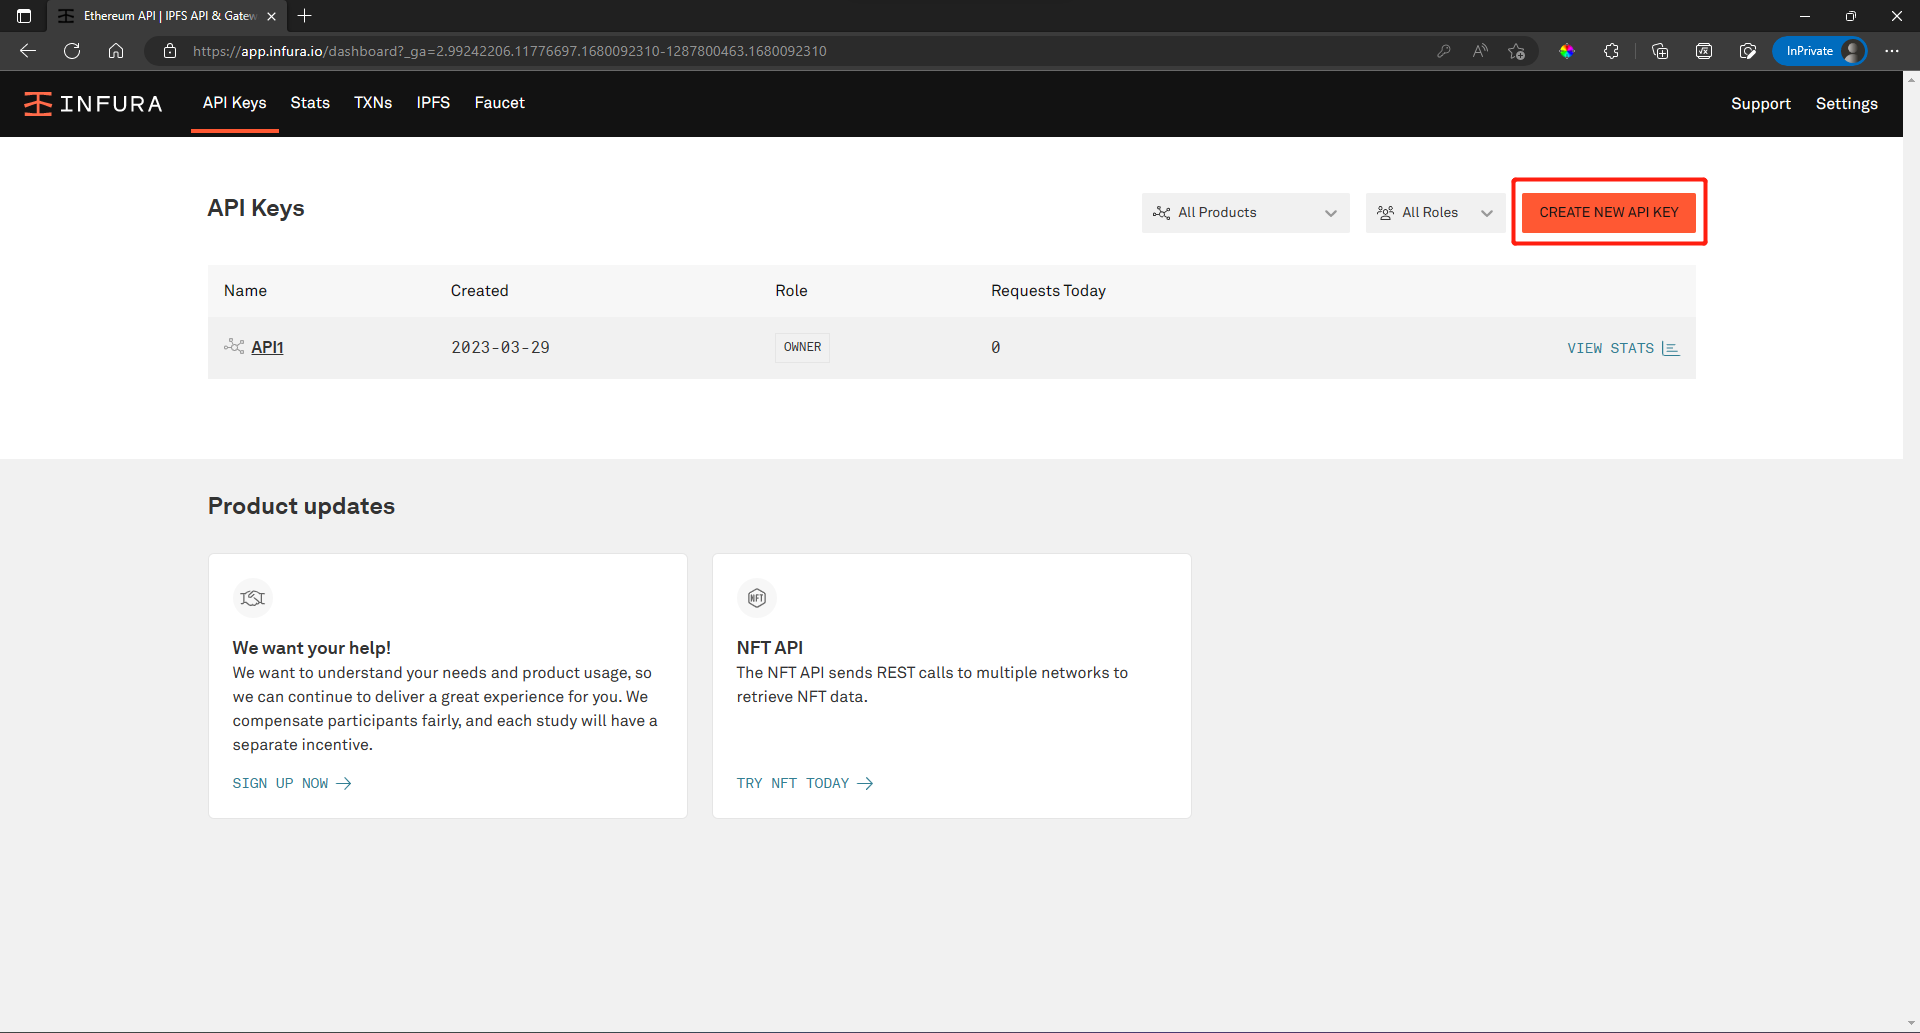 Ethereum API | IPFS API & Gatew
https://app.infura.io/dashboard?_ga=2.99242206.11776697.1680092310-1287800463.1680092310
InPrivate
INFURA
API Keys
Stats
TXNs
IPFS
Faucet
Support
Settings
API Keys
All Products
All Roles
CREATE NEW API KEY
Name
Created
Role
Requests Today
API1
2023-03-29
OWNER
0
VIEW STATS
Product updates
We want your help!
We want to understand your needs and product usage, so
we can continue to deliver a great experience for you. We
compensate participants fairly, and each study will have a
separate incentive.
SIGN UP NOW
NFT
NFT API
The NFT API sends REST calls to multiple networks to
retrieve NFT data.
TRY NFT TODAY